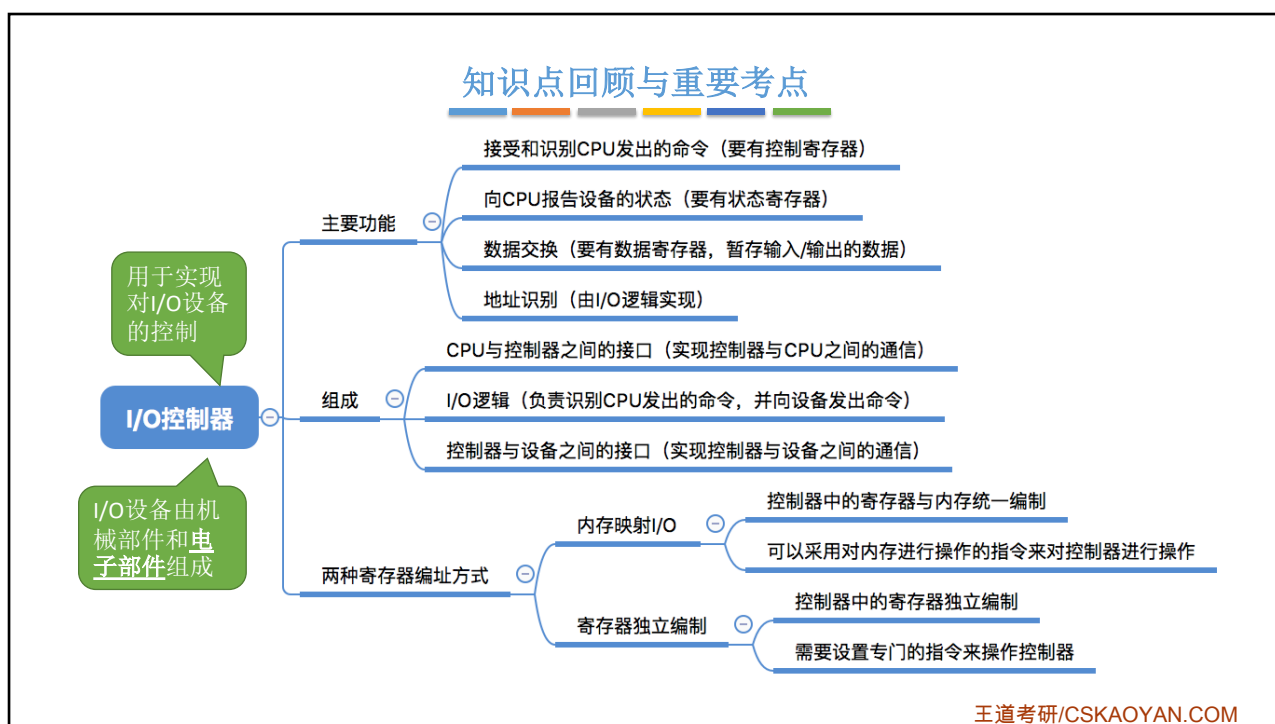 知识点回顾与重要考点
接受和识别CPU发出的命令（要有控制寄存器）
向CPU报告设备的状态（要有状态寄存器）
主要功能
数据交换（要有数据寄存器，暂存输入/输出的数据）
地址识别（由I/O逻辑实现）
用于实现
对I/O设备
的控制
CPU与控制器之间的接口（实现控制器与CPU之间的通信）
组成
I/O逻辑（负责识别CPU发出的命令，并向设备发出命令）
I/O控制器
控制器与设备之间的接口（实现控制器与设备之间的通信）
I/O设备由机
械部件和电
子部件组成
控制器中的寄存器与内存统一编制
内存映射I/O
可以采用对内存进行操作的指令来对控制器进行操作
两种寄存器编址方式
控制器中的寄存器独立编制
寄存器独立编制
需要设置专门的指令来操作控制器
王道考研/CSKAOYAN.COM